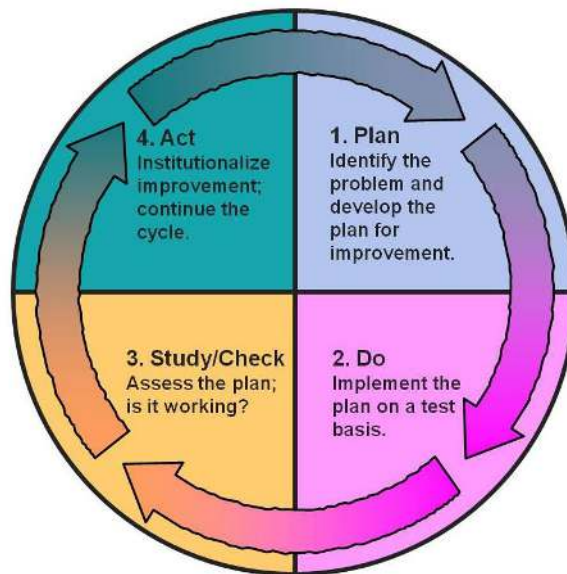 1. Plan
Identify the
problem and
develop the
plan for
improvement.
2. Do
Implement the
plan on a test
basis.
3. Study/Check
Assess the plan;
is it working?
4. Act
Institutionalize
improvement;
continue the
cycle.